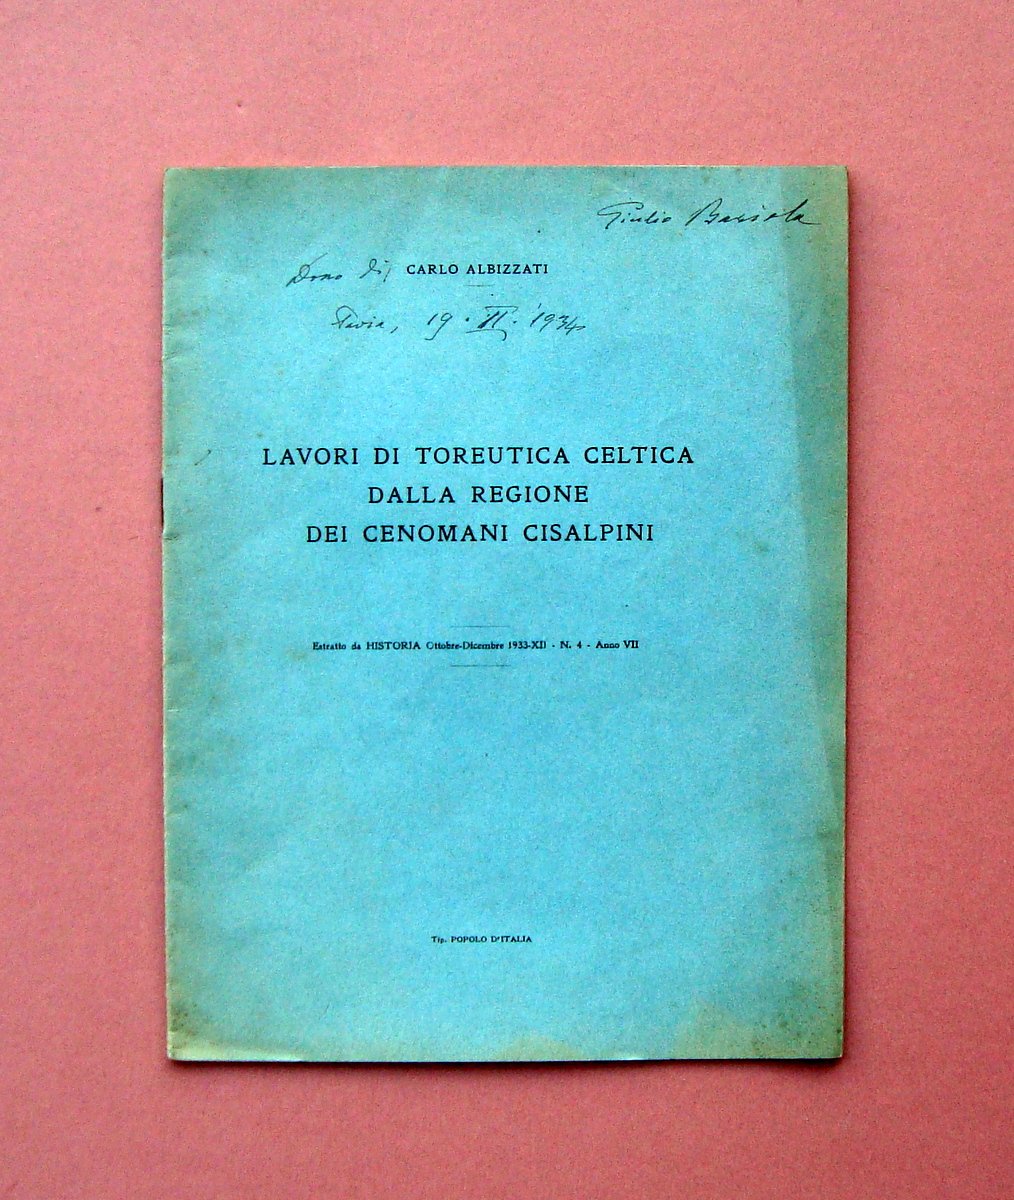 Giulio Bariola
Dono di, CARLO ALBIZZATI
Pavia, 19 · II · 1934
LAVORI DI TOREUTICA CELTICA
DALLA REGIONE
DEI CENOMANI CISALPINI
Estratto da HISTORIA Ottobre-Dicembre 1933-XII - N. 4 - Anno VII
Tip. POPOLO D'ITALIA